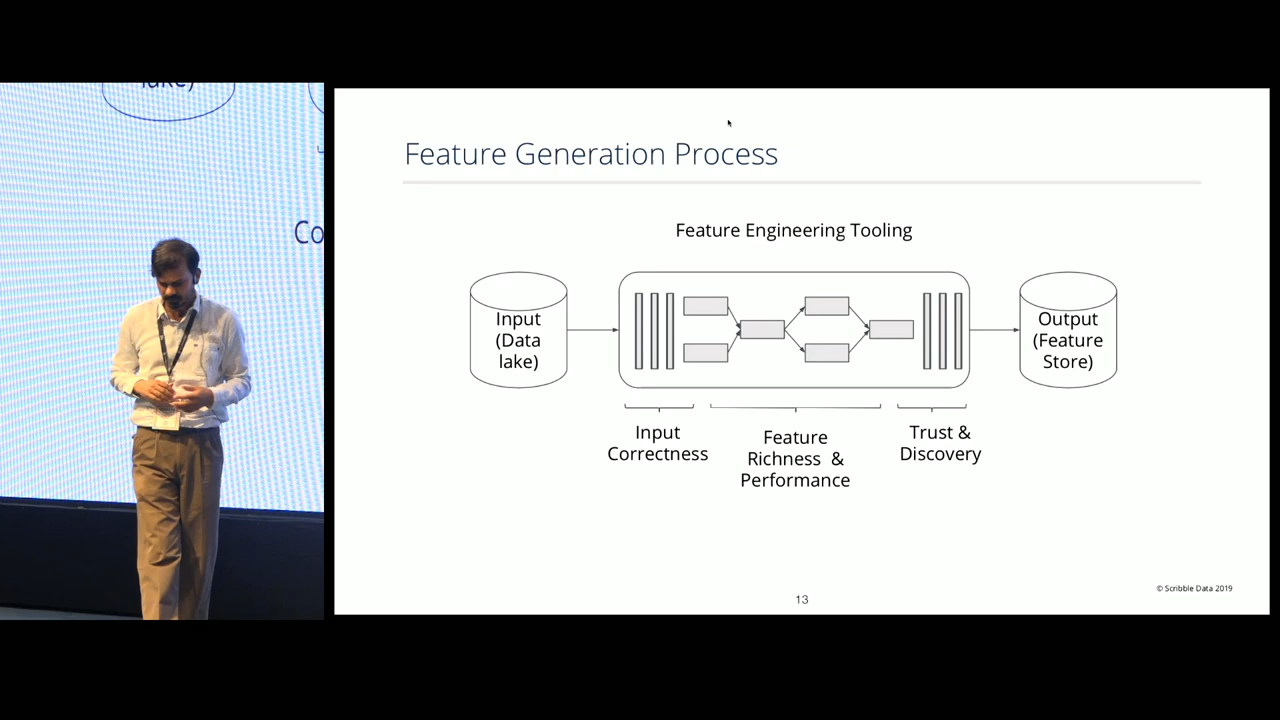 lake)
Co
Feature Generation Process
Feature Engineering Tooling
Input
(Data
lake)
Output
(Feature
Store)
Input
Correctness
Feature
Richness &
Performance
Trust &
Discovery
© Scribble Data 2019
13